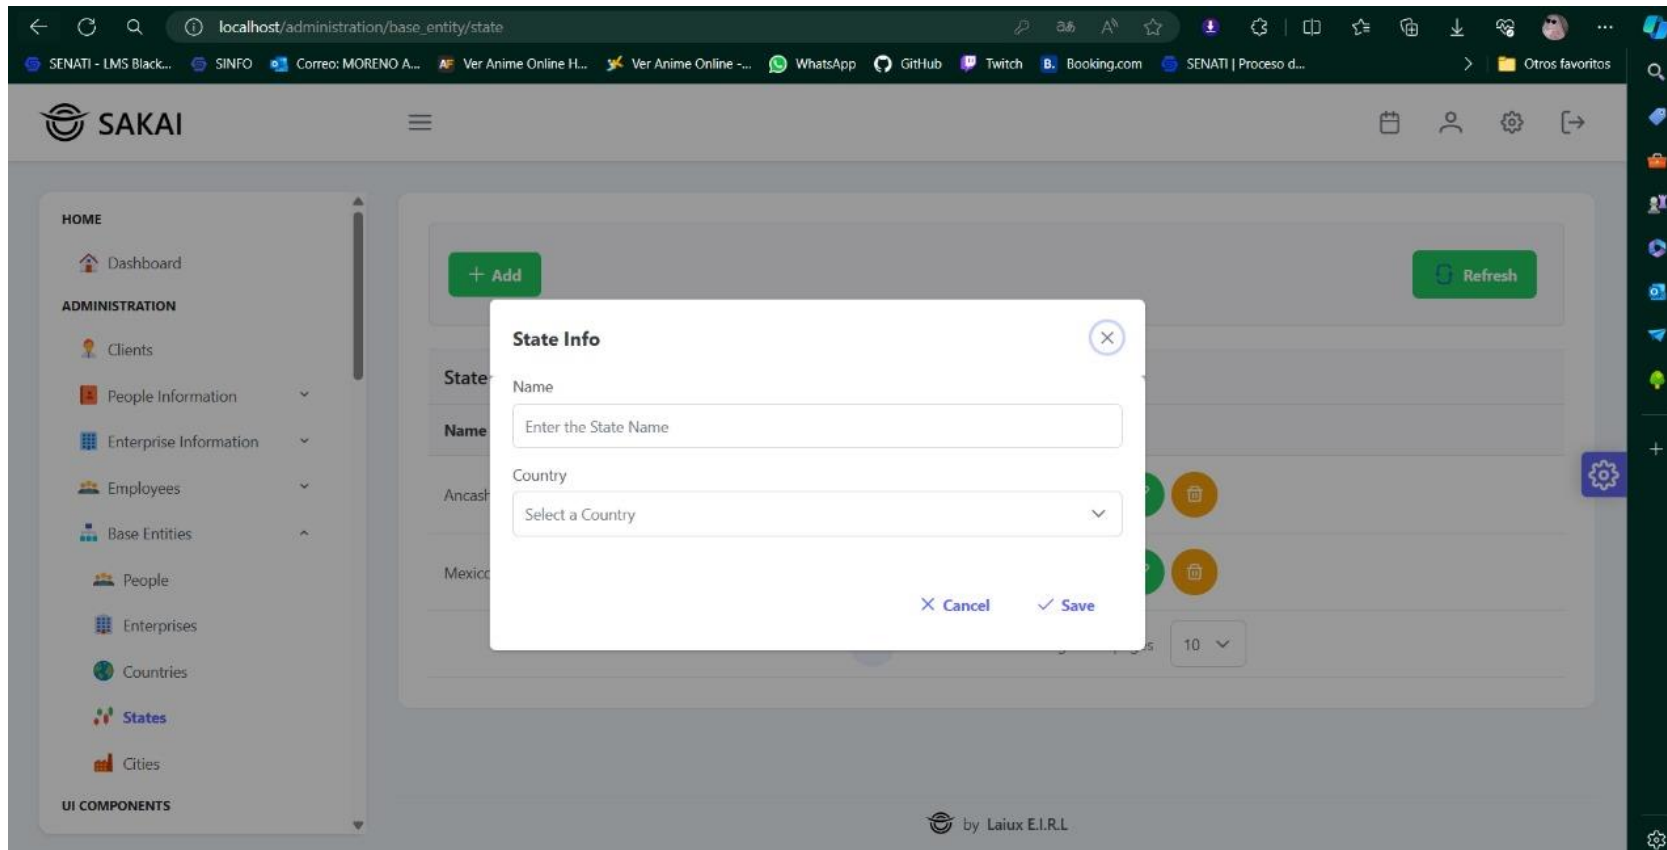 localhost/administration/base_entity/state
SENATI - LMS Black... SINFO Correo: MORENO A... Ver Anime Online H... Ver Anime Online -... WhatsApp GitHub Twitch Booking.com SENATI | Proceso d... Otros favoritos
SAKAI
HOME
Dashboard
ADMINISTRATION
Clients
People Information
Enterprise Information
Employees
Base Entities
People
Enterprises
Countries
States
Cities
UI COMPONENTS
+ Add
Refresh
State
Name
Ancash
Mexico
10
State Info
Name
Enter the State Name
Country
Select a Country
Cancel
Save
by Laiux E.I.R.L